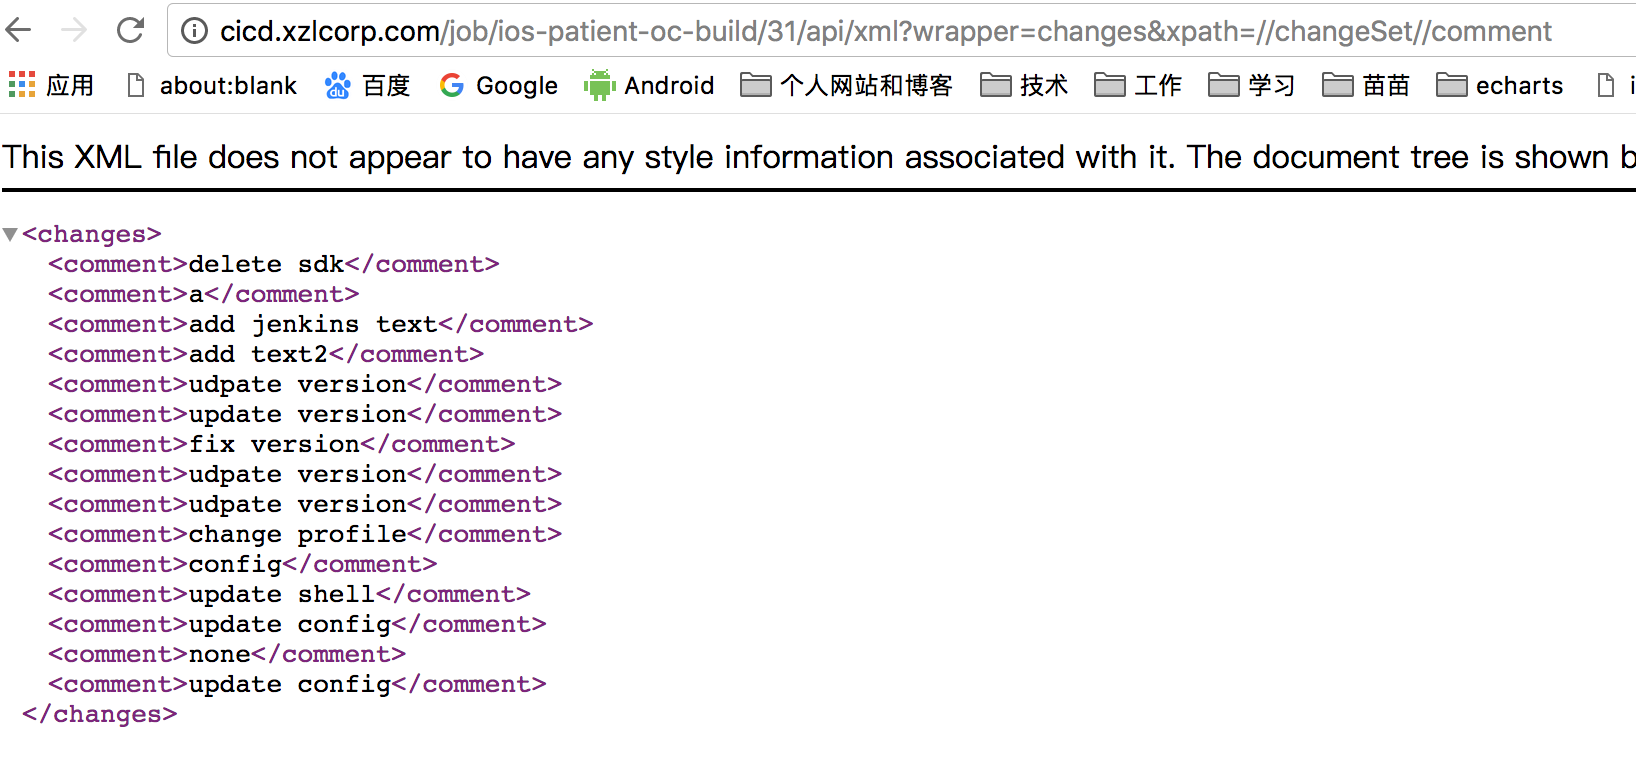 cicd.xzlcorp.com/job/ios-patient-oc-build/31/api/xml?wrapper=changes&xpath=//changeSet//comment
应用 about:blank 百度 Google Android 个人网站和博客 技术 工作 学习 苗苗 echarts i
This XML file does not appear to have any style information associated with it. The document tree is shown b
<changes>
<comment>delete sdk</comment>
<comment>a</comment>
<comment>add jenkins text</comment>
<comment>add text2</comment>
<comment>udpate version</comment>
<comment>update version</comment>
<comment>fix version</comment>
<comment>udpate version</comment>
<comment>udpate version</comment>
<comment>change profile</comment>
<comment>config</comment>
<comment>update shell</comment>
<comment>update config</comment>
<comment>none</comment>
<comment>update config</comment>
</changes>